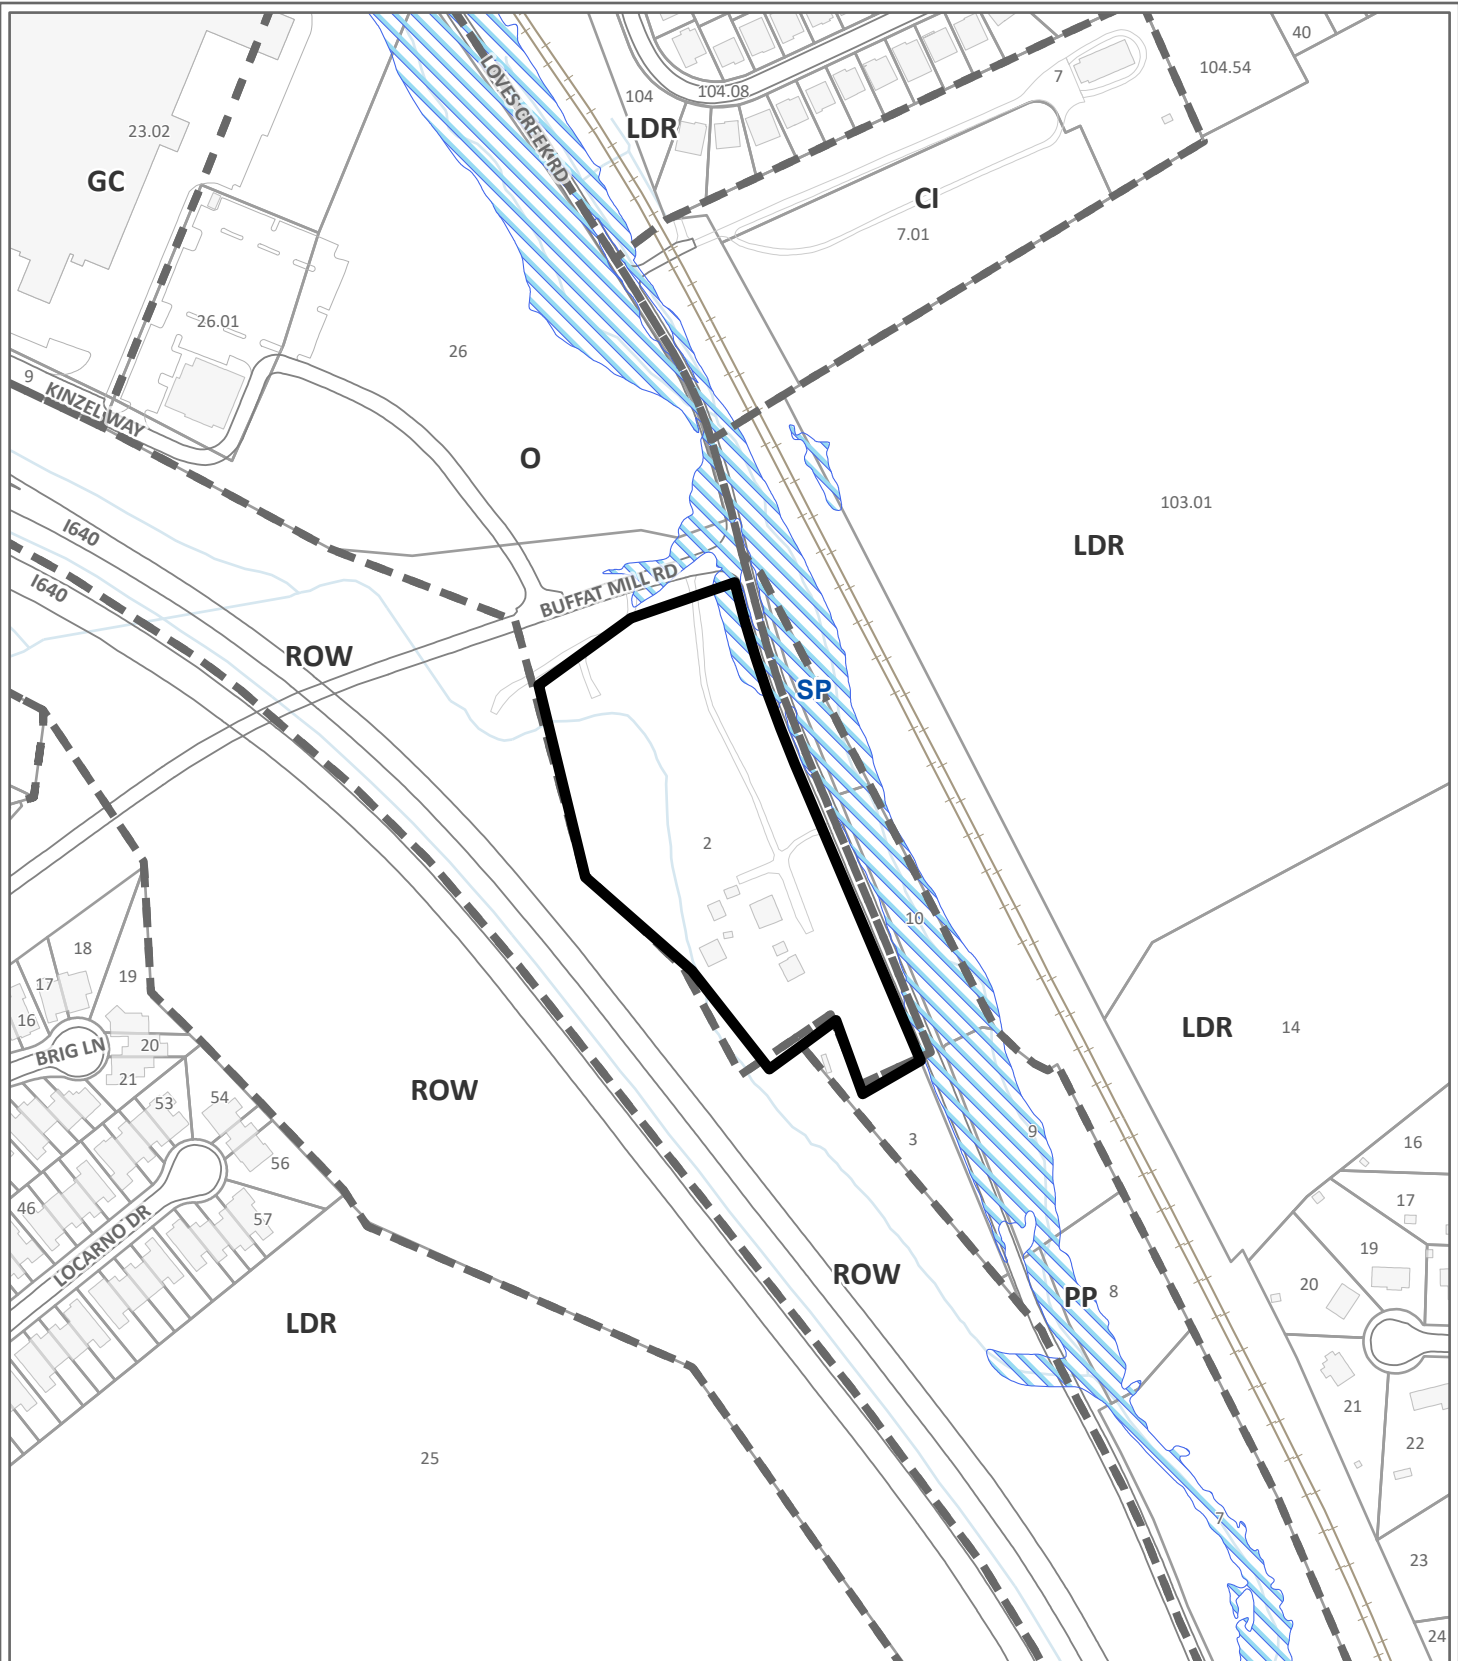 40
104.54
7
104
104.08
LOVES CREEK RD
LDR
23.02
GC
CI
7.01
26.01
26
9
KINZEL WAY
O
103.01
LDR
I640
I640
BUFFAT MILL RD
ROW
SP
2
10
18
19
17
16
BRIG LN
20
21
LDR
14
53
54
ROW
9
3
16
56
17
46
57
19
LOCARNO DR
ROW
20
PP
8
LDR
21
22
25
7
23
24